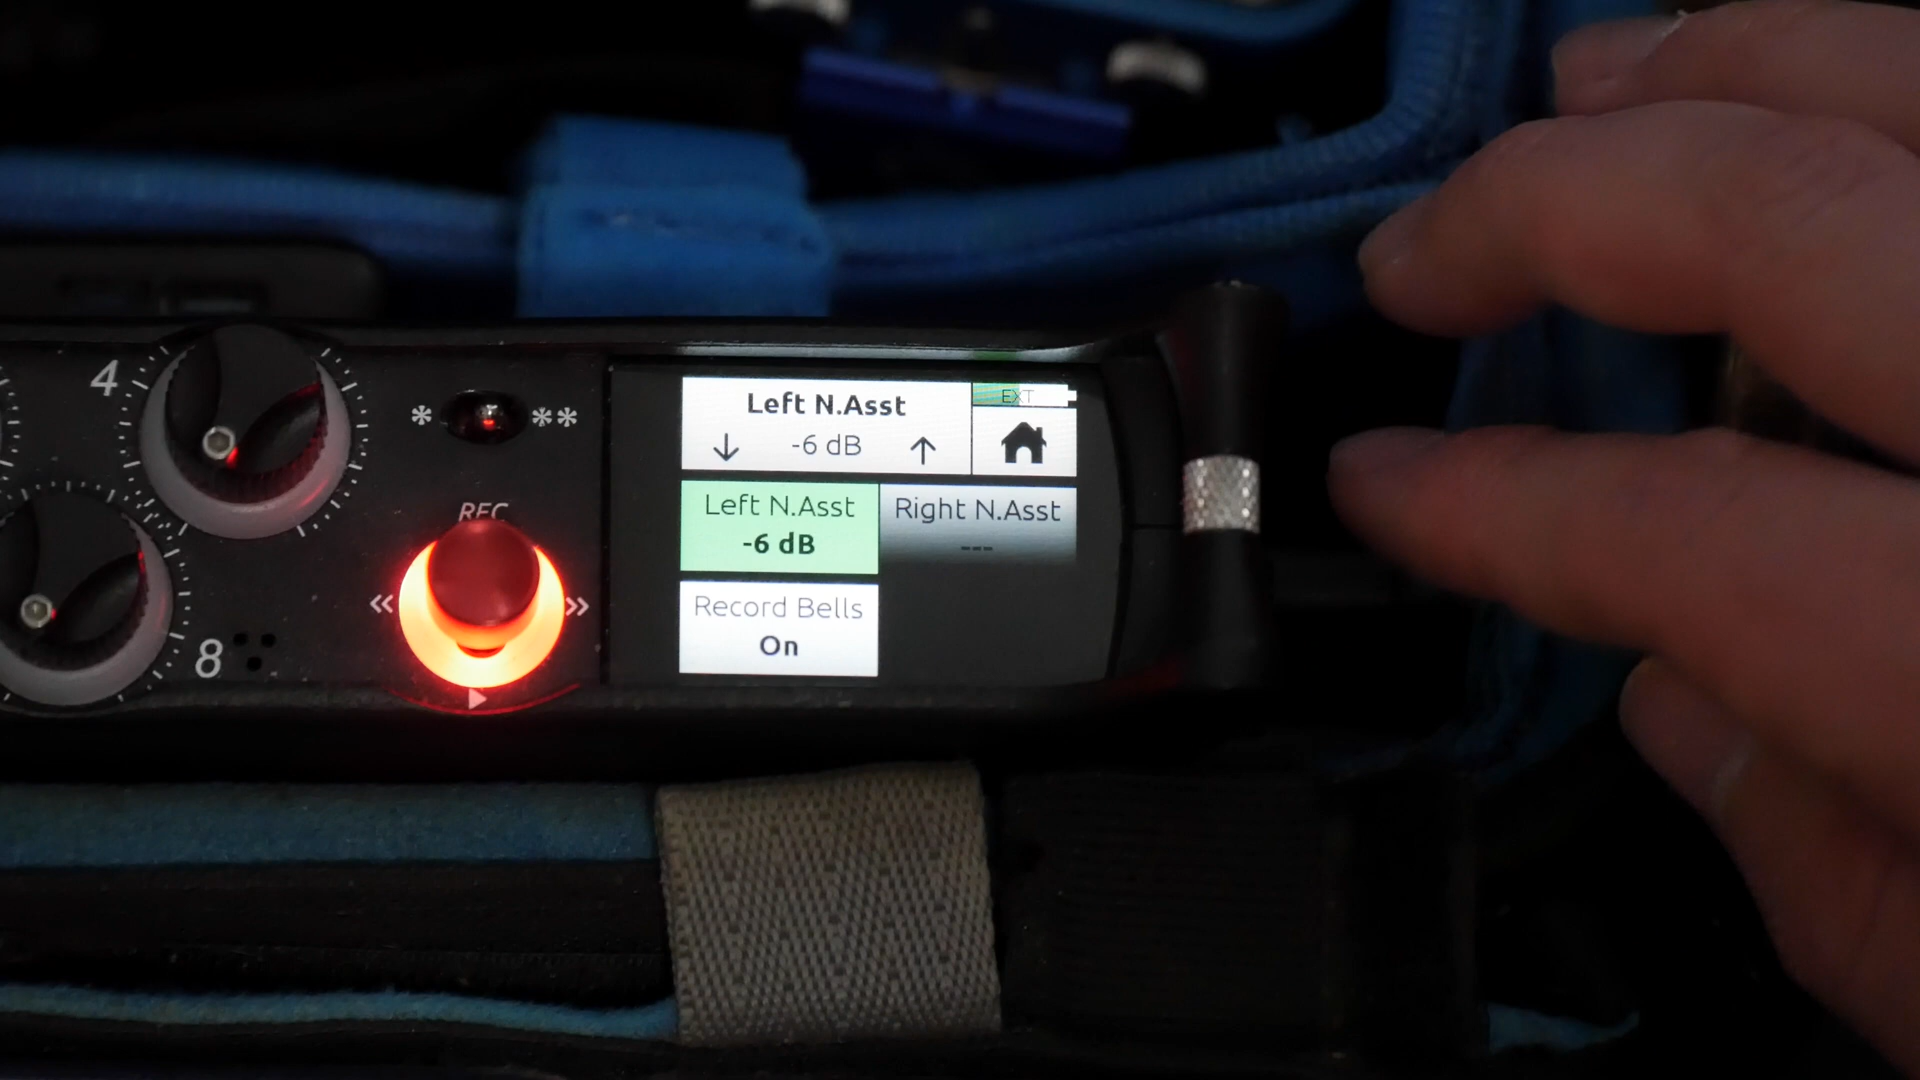 4
* **
REC
8
Left N.Asst
↓ -6 dB ↑
EXT
Left N.Asst
-6 dB
Right N.Asst
---
Record Bells
On